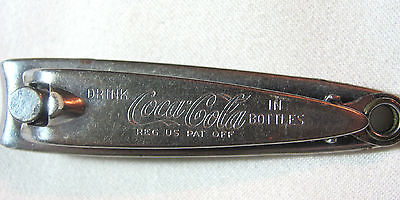 DRINK Coca-Cola IN BOTTLES
REG US PAT OFF